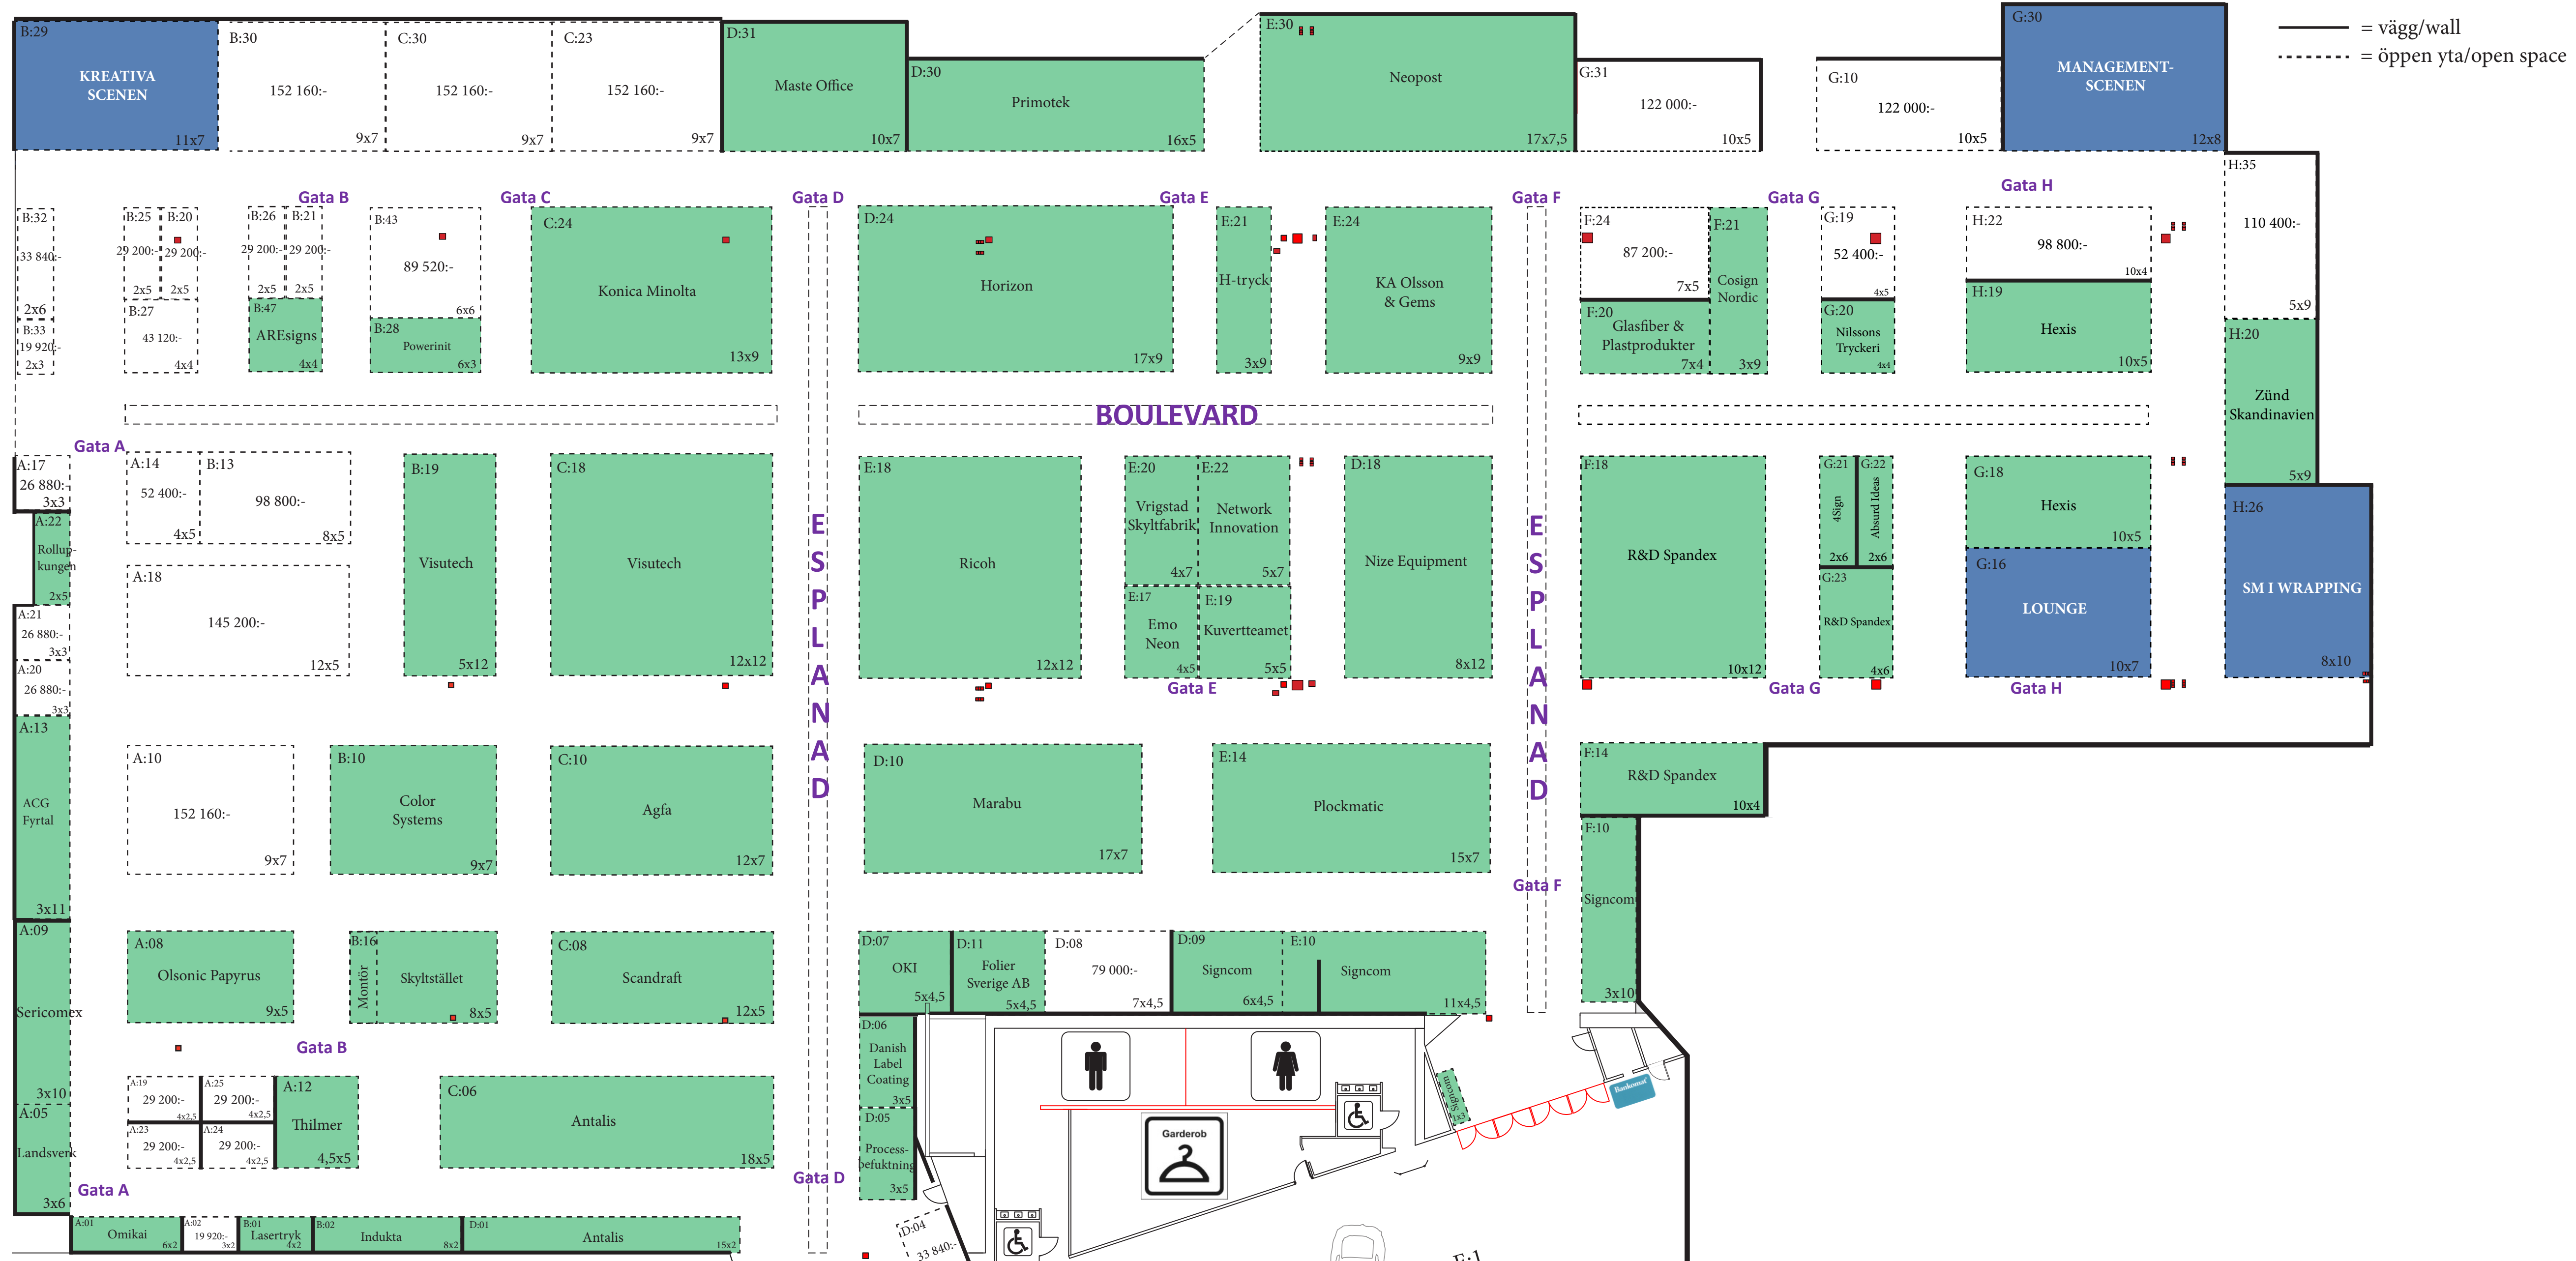 B:29
KREATIVA
SCENEN
11x7
B:30
152 160:-
9x7
C:30
152 160:-
9x7
C:23
152 160:-
9x7
D:31
Maste Office
10x7
D:30
Primotek
16x5
E:30
Neopost
17x7,5
G:31
122 000:-
10x5
G:10
122 000:-
10x5
G:30
MANAGEMENT-
SCENEN
12x8
= vägg/wall
= öppen yta/open space
Gata B
Gata C
Gata D
Gata E
Gata F
Gata G
Gata H
B:32
33 840:-
2x6
B:33
19 920:-
2x3
B:25
29 200:-
2x5
B:20
29 200:-
2x5
B:27
43 120:-
4x4
B:26
29 200:-
2x5
B:21
29 200:-
2x5
B:47
AREsigns
4x4
B:43
89 520:-
6x6
B:28
Powerinit
6x3
C:24
Konica Minolta
13x9
D:24
Horizon
17x9
E:21
H-tryck
3x9
E:24
KA Olsson
& Gems
9x9
F:24
87 200:-
7x5
F:20
Glasfiber &
Plastprodukter
7x4
F:21
Cosign
Nordic
3x9
G:19
52 400:-
4x5
G:20
Nilssons
Tryckeri
4x4
H:22
98 800:-
10x4
H:19
Hexis
10x5
H:35
110 400:-
5x9
H:20
Zünd
Skandinavien
5x9
BOULEVARD
Gata A
A:17
26 880:-
3x3
A:22
Rollup-
kungen
2x5
A:21
26 880:-
3x3
A:20
26 880:-
3x3
A:13
ACG
Fyrtal
3x11
A:14
52 400:-
4x5
B:13
98 800:-
8x5
A:18
145 200:-
12x5
B:19
Visutech
5x12
C:18
Visutech
12x12
ESPLANAD
E:18
Ricoh
12x12
E:20
Vrigstad
Skyltfabrik
4x7
E:22
Network
Innovation
5x7
E:17
Emo
Neon
4x5
E:19
Kuvertteamet
5x5
D:18
Nize Equipment
8x12
ESPLANAD
F:18
R&D Spandex
10x12
G:21
4Sign
2x6
G:22
Absurd Ideas
2x6
G:23
R&D Spandex
4x6
G:18
Hexis
10x5
G:16
LOUNGE
10x7
H:26
SM I WRAPPING
8x10
Gata E
Gata G
Gata H
A:10
152 160:-
9x7
B:10
Color
Systems
9x7
C:10
Agfa
12x7
D:10
Marabu
17x7
E:14
Plockmatic
15x7
F:14
R&D Spandex
10x4
F:10
Signcom
3x10
Gata F
A:09
Sericomex
3x10
A:08
Olsonic Papyrus
9x5
B:16
Montör
Skyltstället
8x5
C:08
Scandraft
12x5
D:07
OKI
5x4,5
D:11
Folier
Sverige AB
5x4,5
D:08
79 000:-
7x4,5
D:09
Signcom
6x4,5
E:10
Signcom
11x4,5
Gata B
D:06
Danish
Label
Coating
3x5
D:05
Process-
befuktning
3x5
A:05
Landsverk
3x6
A:19
29 200:-
4x2,5
A:25
29 200:-
4x2,5
A:23
29 200:-
4x2,5
A:24
29 200:-
4x2,5
A:12
Thilmer
4,5x5
C:06
Antalis
18x5
Signcom
1x3
Bankomat
Garderob
Gata D
Gata A
A:01
Omikai
6x2
A:02
19 920:-
3x2
B:01
Lasertryk
4x2
B:02
Indukta
8x2
D:01
Antalis
15x2
D:04
33 840:-